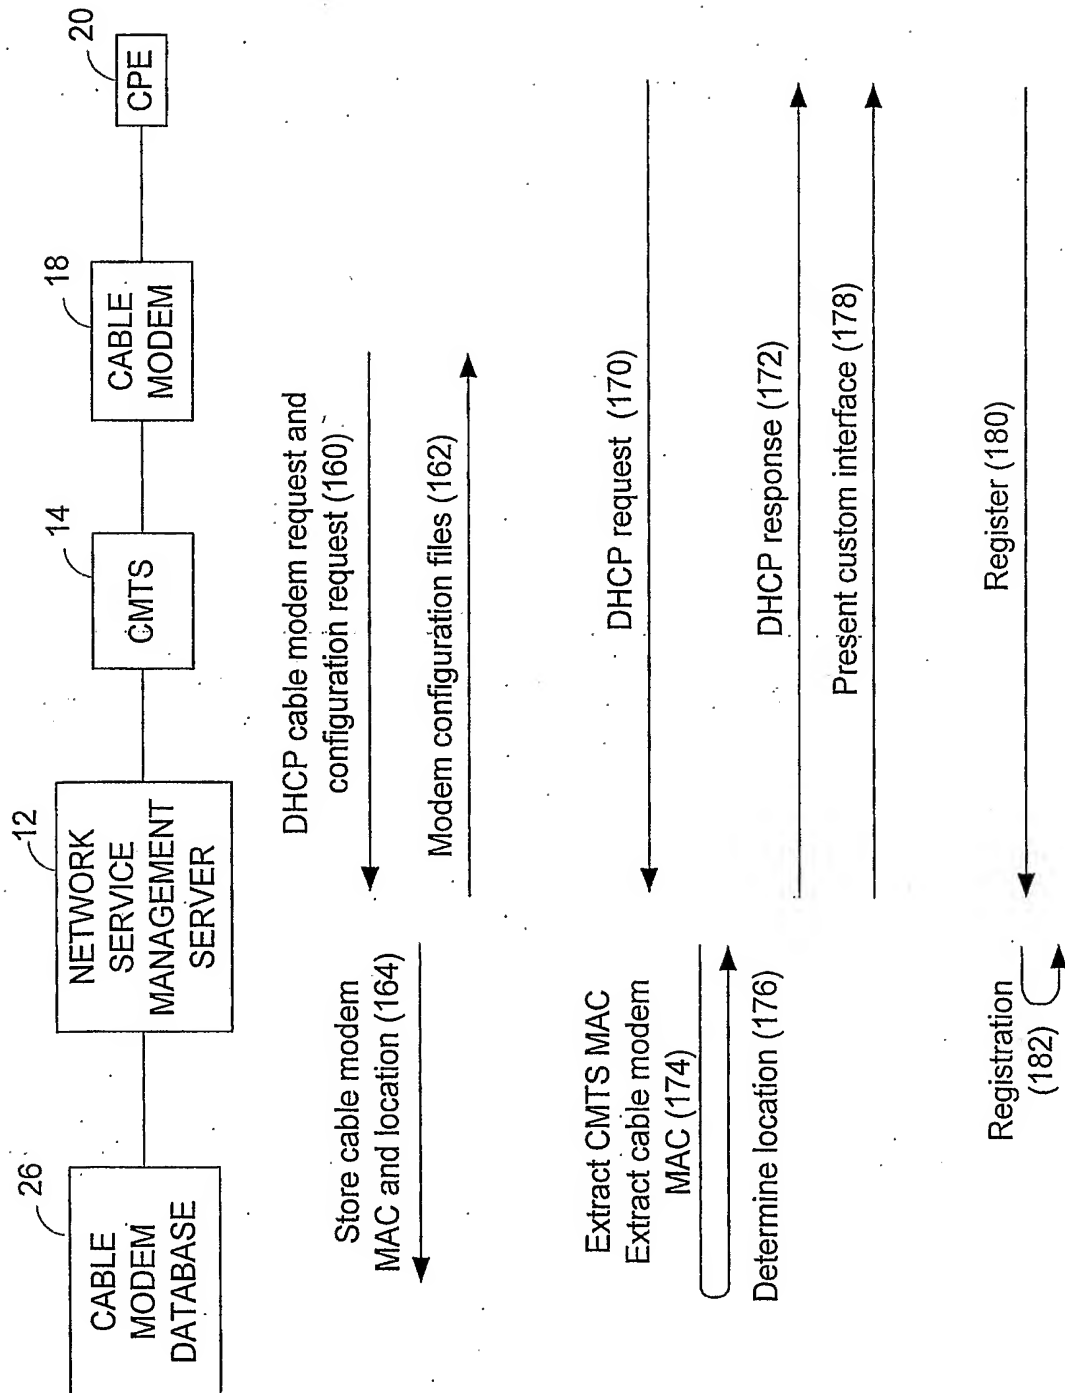 26
CABLE
MODEM
DATABASE
12
NETWORK
SERVICE
MANAGEMENT
SERVER
14
CMTS
18
CABLE
MODEM
20
CPE
DHCP cable modem request and
configuration request (160)
Modem configuration files (162)
Store cable modem
MAC and location (164)
DHCP request (170)
Extract CMTS MAC
Extract cable modem
MAC (174)
Determine location (176)
DHCP response (172)
Present custom interface (178)
Register (180)
Registration
(182)